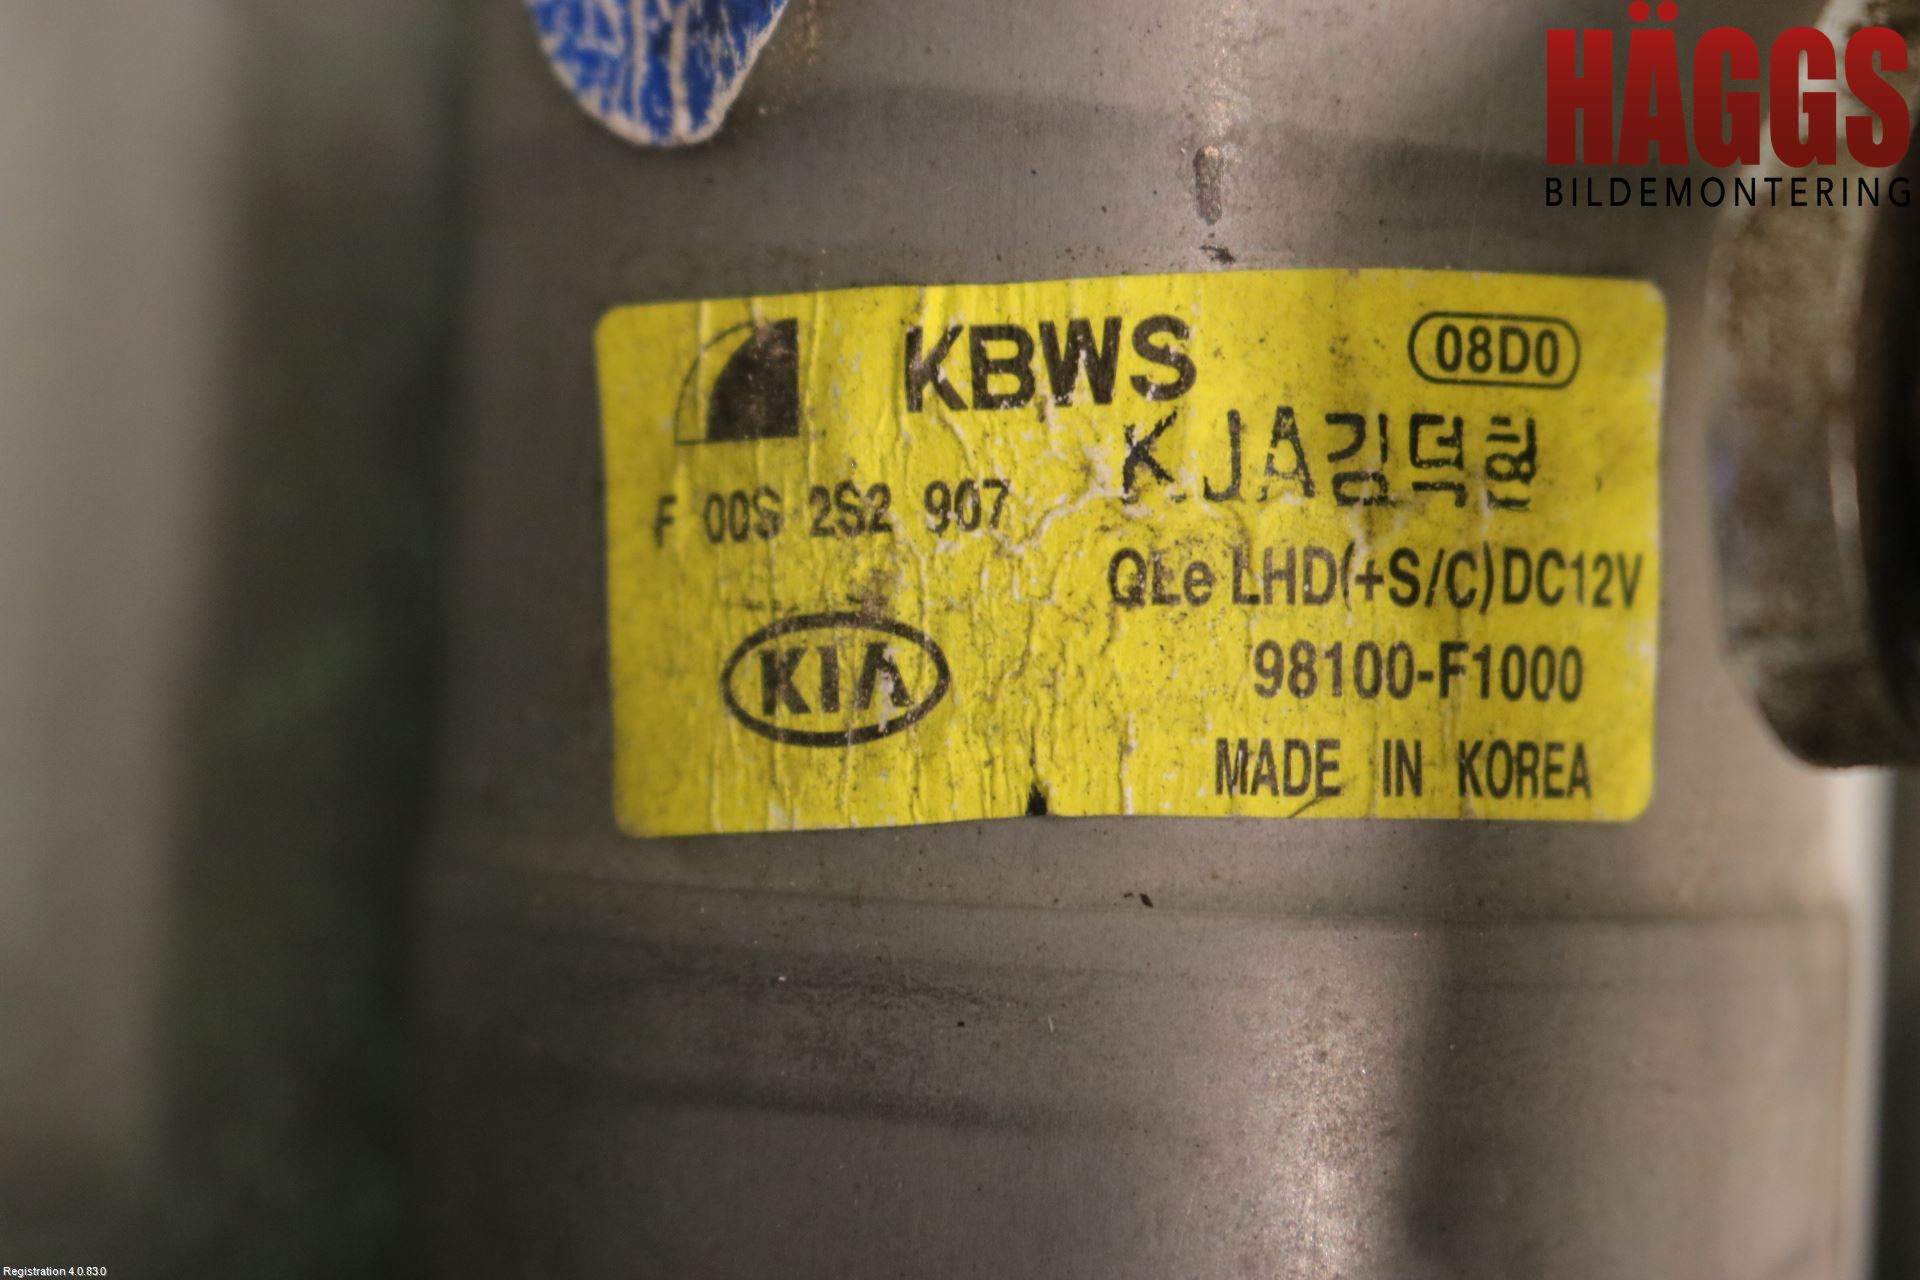 HÄGGS
BILDEMONTERING
KBWS
08D0
KJA김덕환
F 00S 2S2 907
QLe LHD(+S/C)DC12V
KIA
98100-F1000
MADE IN KOREA
Registration 4.0.83.0